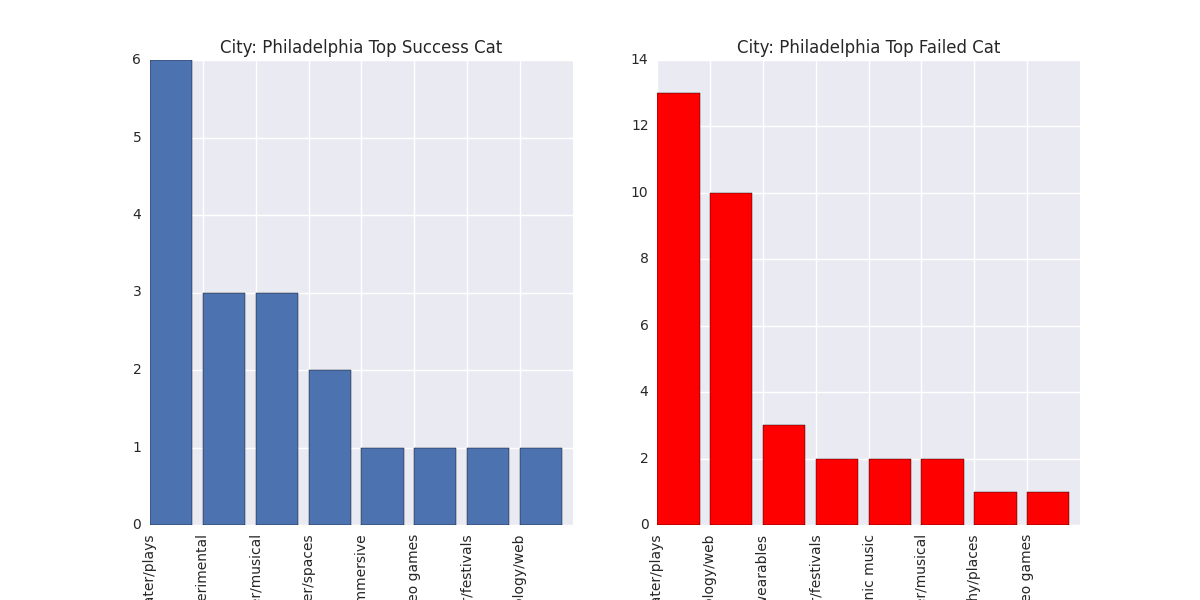 City: Philadelphia Top Success Cat
6
5
4
3
2
1
0
ater/plays
erimental
er/musical
er/spaces
mmersive
eo games
r/festivals
ology/web
City: Philadelphia Top Failed Cat
14
12
10
8
6
4
2
0
ater/plays
ology/web
wearables
r/festivals
nic music
er/musical
hy/places
eo games